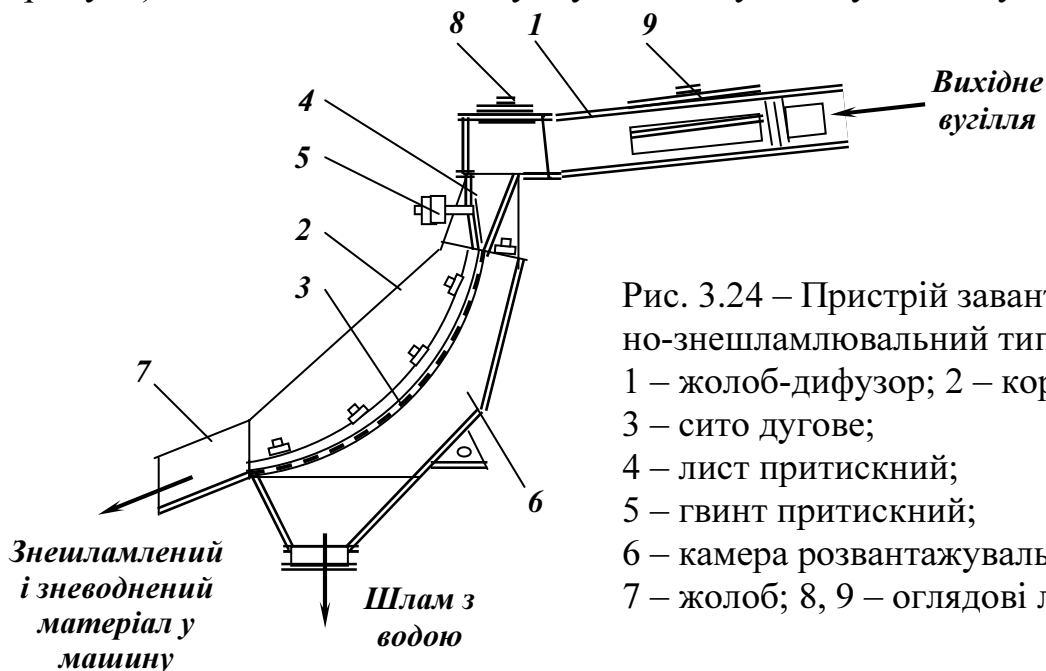 8
1
9
Вихідне
вугілля
4
5
2
3
7
6
Знешламлений
і зневоднений
матеріал у
машину
Шлам з
водою
Рис. 3.24 – Пристрій завант
но-знешламлювальний тип
1 – жолоб-дифузор; 2 – кор
3 – сито дугове;
4 – лист притискний;
5 – гвинт притискний;
6 – камера розвантажуваль
7 – жолоб; 8, 9 – оглядові л